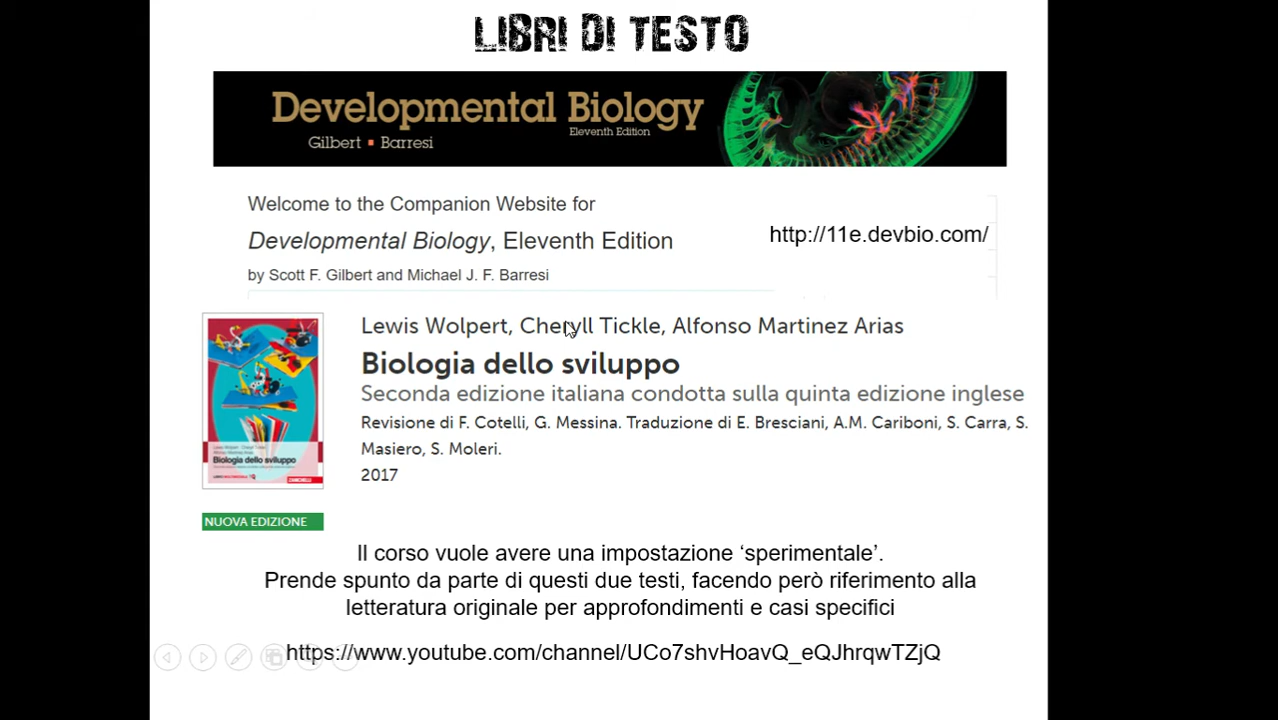 LIBRI DI TESTO
Developmental Biology
Eleventh Edition
Gilbert ▪ Barresi
Welcome to the Companion Website for
Developmental Biology, Eleventh Edition
http://11e.devbio.com/
by Scott F. Gilbert and Michael J. F. Barresi
Lewis Wolpert, Cheryll Tickle, Alfonso Martinez Arias
Biologia dello sviluppo
Seconda edizione italiana condotta sulla quinta edizione inglese
Revisione di F. Cotelli, G. Messina. Traduzione di E. Bresciani, A.M. Cariboni, S. Carra, S.
Masiero, S. Moleri.
2017
Biologia dello sviluppo
ZANICHELLI
NUOVA EDIZIONE
Il corso vuole avere una impostazione ‘sperimentale’.
Prende spunto da parte di questi due testi, facendo però riferimento alla
letteratura originale per approfondimenti e casi specifici
https://www.youtube.com/channel/UCo7shvHoavQ_eQJhrqwTZjQ